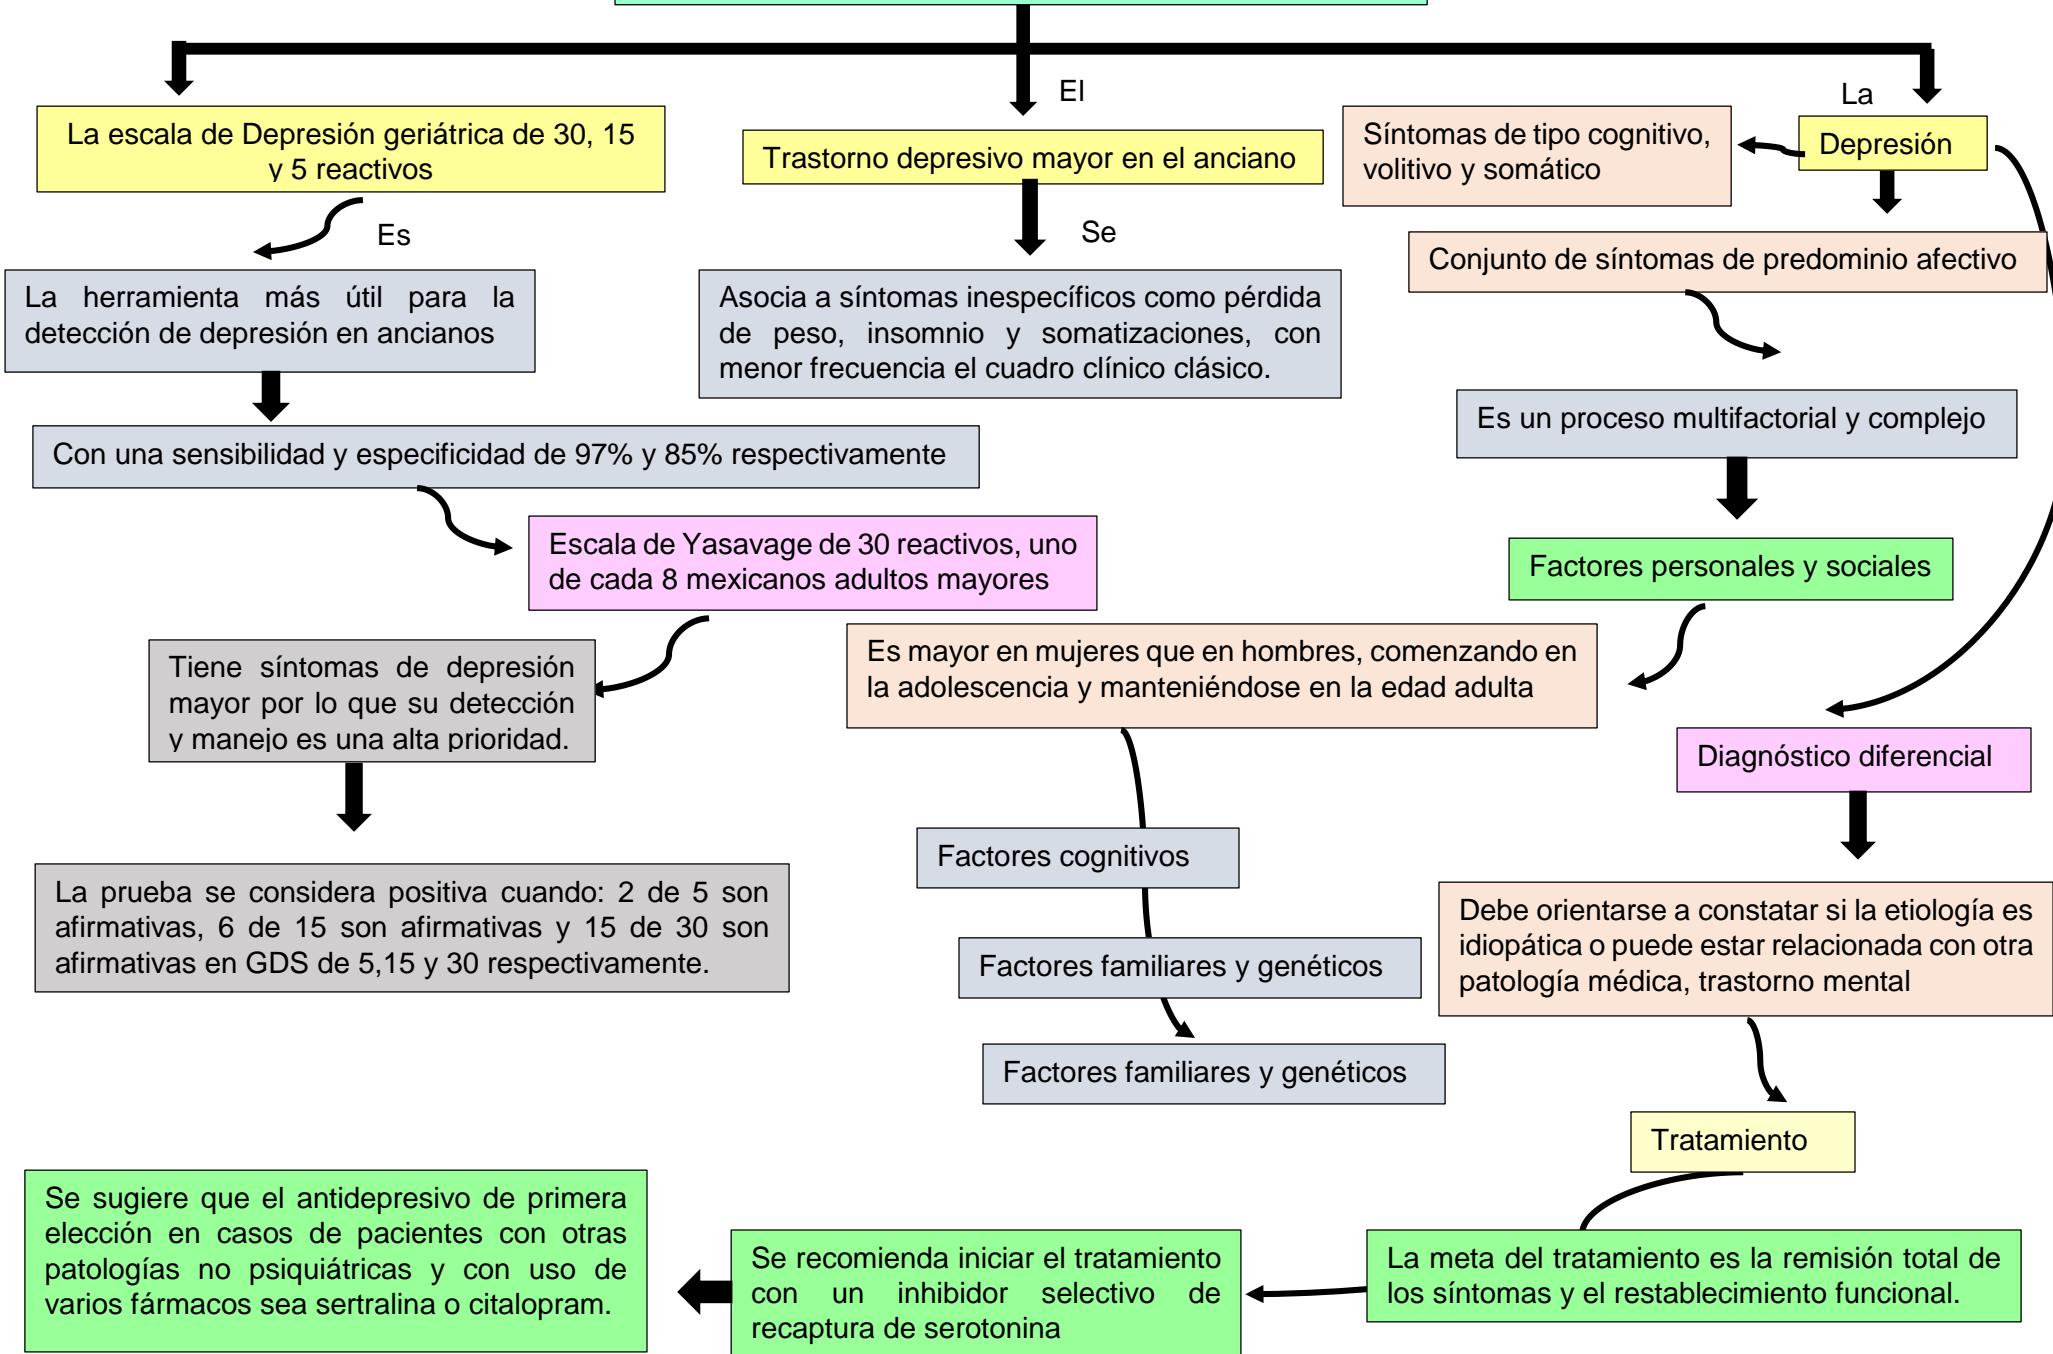 El
La
La escala de Depresión geriátrica de 30, 15
y 5 reactivos
Trastorno depresivo mayor en el anciano
Síntomas de tipo cognitivo,
volitivo y somático
Depresión
Es
Se
Conjunto de síntomas de predominio afectivo
La herramienta más útil para la
detección de depresión en ancianos
Asocia a síntomas inespecíficos como pérdida
de peso, insomnio y somatizaciones, con
menor frecuencia el cuadro clínico clásico.
Es un proceso multifactorial y complejo
Con una sensibilidad y especificidad de 97% y 85% respectivamente
Escala de Yasavage de 30 reactivos, uno
de cada 8 mexicanos adultos mayores
Factores personales y sociales
Tiene síntomas de depresión
mayor por lo que su detección
y manejo es una alta prioridad.
Es mayor en mujeres que en hombres, comenzando en
la adolescencia y manteniéndose en la edad adulta
Diagnóstico diferencial
Factores cognitivos
La prueba se considera positiva cuando: 2 de 5 son
afirmativas, 6 de 15 son afirmativas y 15 de 30 son
afirmativas en GDS de 5,15 y 30 respectivamente.
Factores familiares y genéticos
Debe orientarse a constatar si la etiología es
idiopática o puede estar relacionada con otra
patología médica, trastorno mental
Factores familiares y genéticos
Tratamiento
Se sugiere que el antidepresivo de primera
elección en casos de pacientes con otras
patologías no psiquiátricas y con uso de
varios fármacos sea sertralina o citalopram.
Se recomienda iniciar el tratamiento
con un inhibidor selectivo de
recaptura de serotonina
La meta del tratamiento es la remisión total de
los síntomas y el restablecimiento funcional.